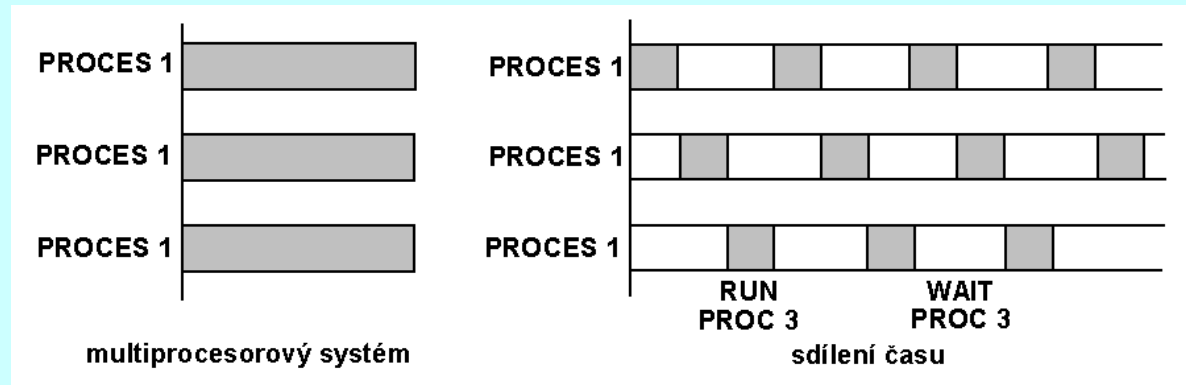 PROCES 1
PROCES 1
PROCES 1
multiprocesorový systém
PROCES 1
PROCES 1
PROCES 1
RUN
PROC 3
WAIT
PROC 3
sdílení času